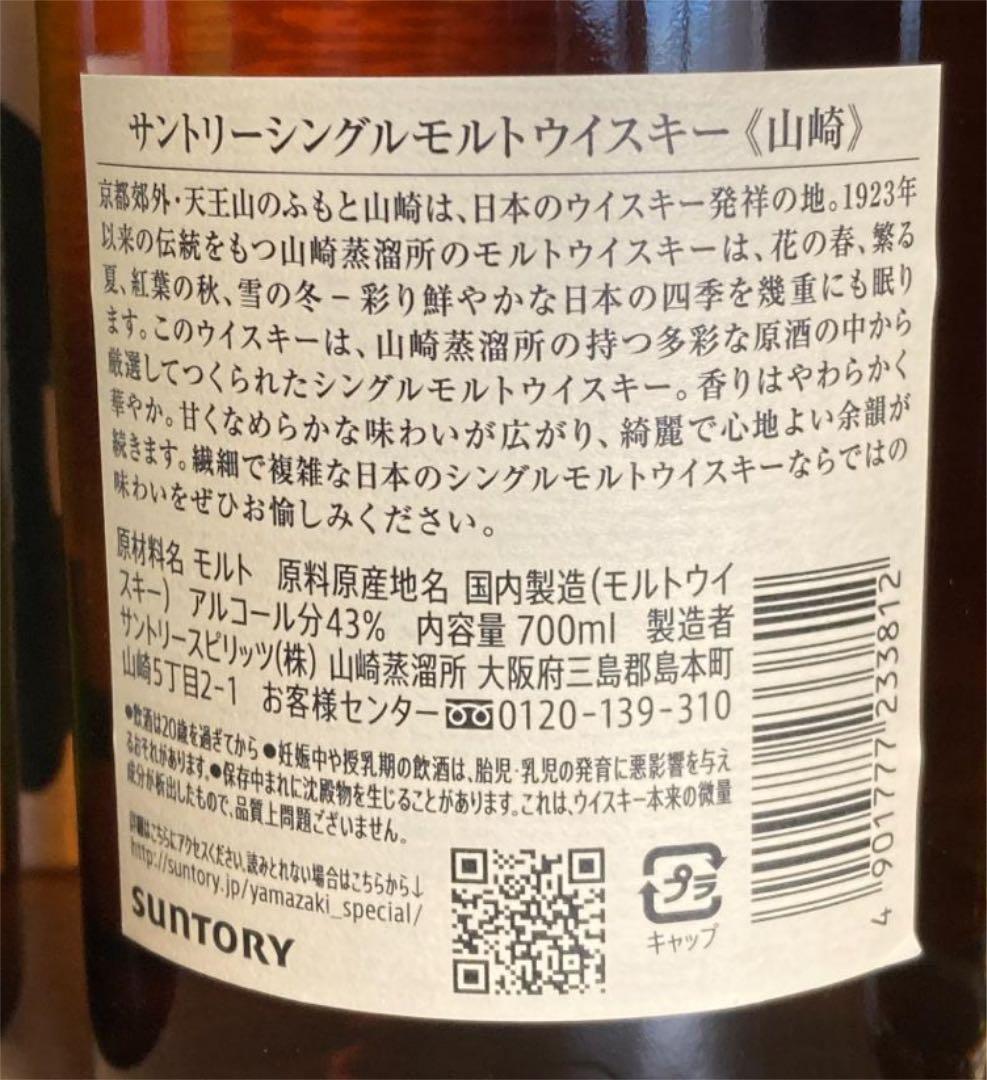 サントリーシングルモルトウイスキー《山崎》
京都郊外・天王山のふもと山崎は、日本のウイスキー発祥の地。1923年
以来の伝統をもつ山崎蒸溜所のモルトウイスキーは、花の春、繁る
夏、紅葉の秋、雪の冬－彩り鮮やかな日本の四季を幾重にも眠り
ます。このウイスキーは、山崎蒸溜所の持つ多彩な原酒の中から
厳選してつくられたシングルモルトウイスキー。香りはやわらかく
華やか。甘くなめらかな味わいが広がり、綺麗で心地よい余韻が
続きます。繊細で複雑な日本のシングルモルトウイスキーならではの
味わいをぜひお愉しみください。
原材料名 モルト 原料原産地名 国内製造(モルトウイ
スキー) アルコール分43% 内容量 700ml 製造者
サントリースピリッツ(株) 山崎蒸溜所 大阪府三島郡島本町
山崎5丁目2-1 お客様センター 0120-139-310
●飲酒は20歳を過ぎてから ●妊娠中や授乳期の飲酒は、胎児・乳児の発育に悪影響を与え
るおそれがあります。●保存中まれに沈殿物を生じることがあります。これは、ウイスキー本来の微量
成分が析出したもので、品質上問題ございません。
詳細はこちらにアクセスください。読みとれない場合はこちらから↓
http://suntory.jp/yamazaki_special/
SUNTORY
プラ
キャップ
4 901777 233812